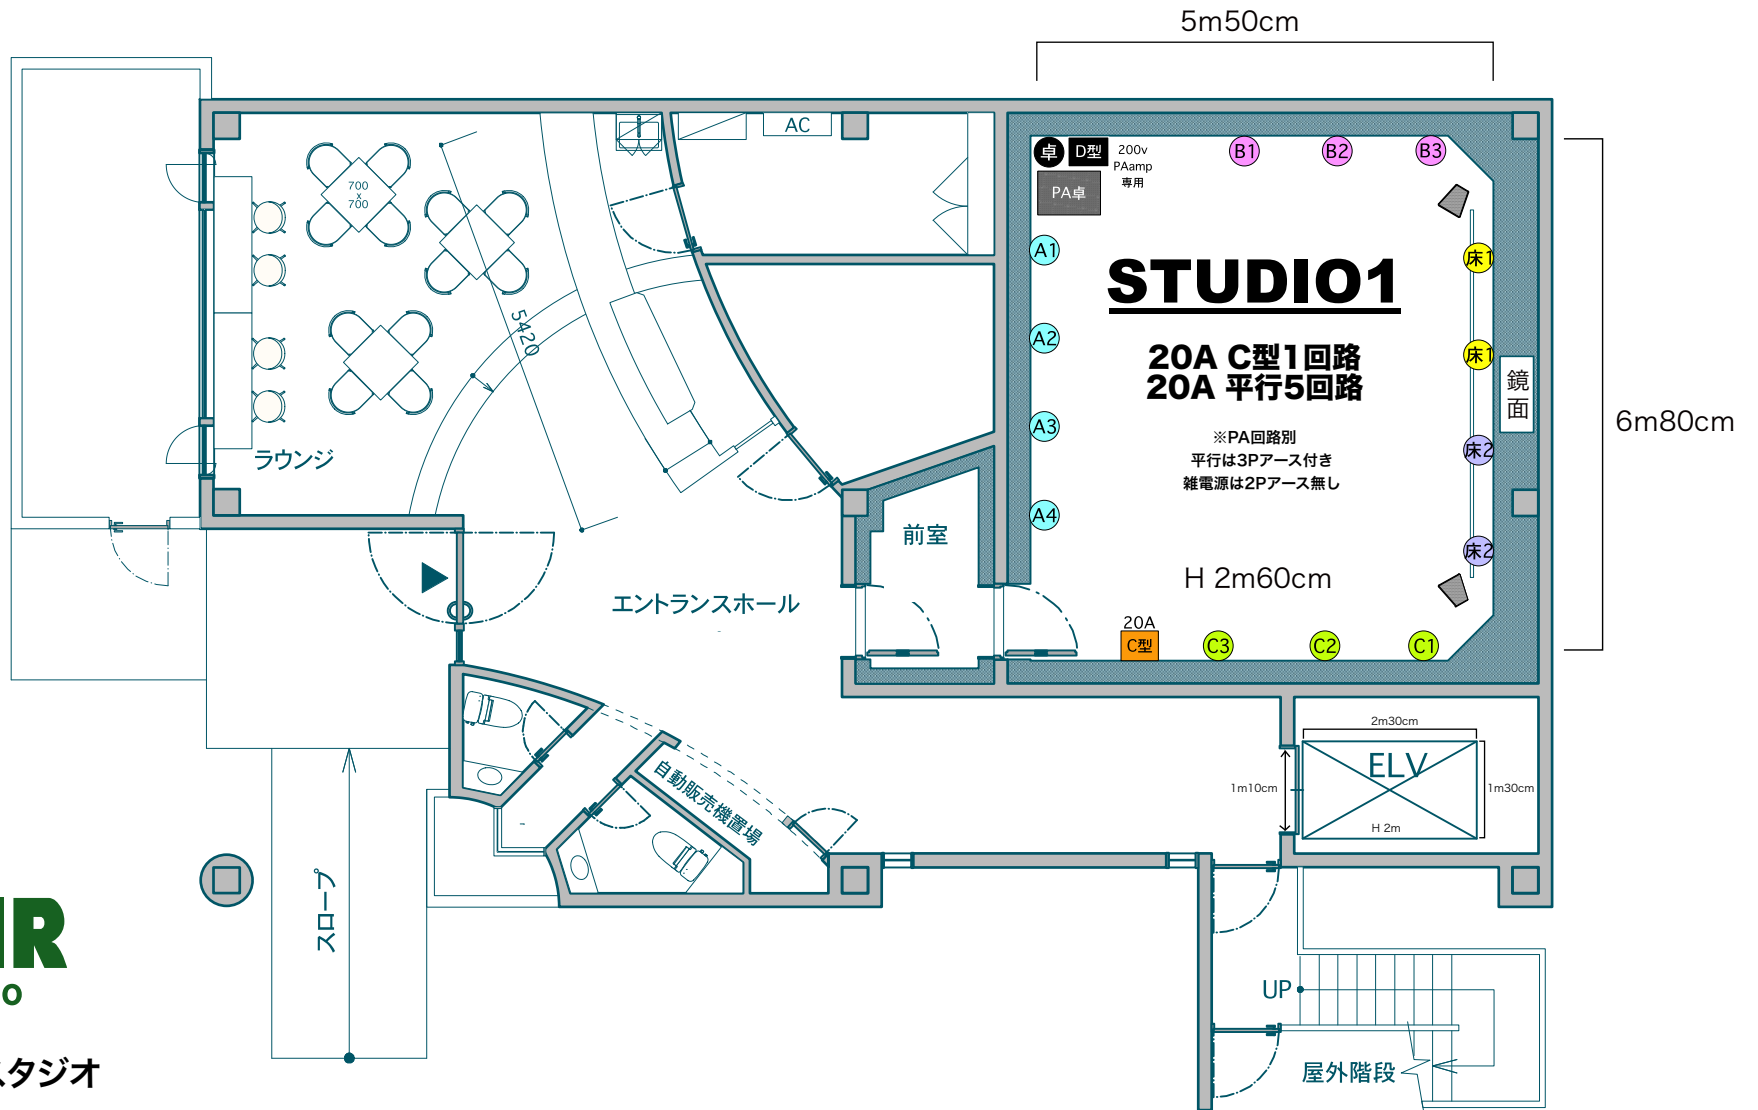 5m50cm
AC
卓
D型
200v
PAamp
専用
PA卓
B1
B2
B3
700
x
700
A1
A2
A3
A4
STUDIO1
20A C型1回路
20A 平行5回路
※PA回路別
平行は3Pアース付き
雑電源は2Pアース無し
H 2m60cm
床1
床1
床2
床2
鏡
面
6m80cm
5420
ラウンジ
前室
エントランスホール
20A
C型
C3
C2
C1
自動販売機置場
2m30cm
ELV
1m10cm
1m30cm
H 2m
スロープ
R
o
スタジオ
UP
屋外階段